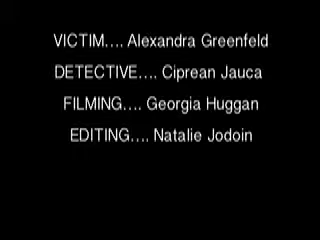 VICTIM.... Alexandra Greenfeld
DETECTIVE.... Ciprean Jauca
FILMING.... Georgia Huggan
EDITING.... Natalie Jodoin